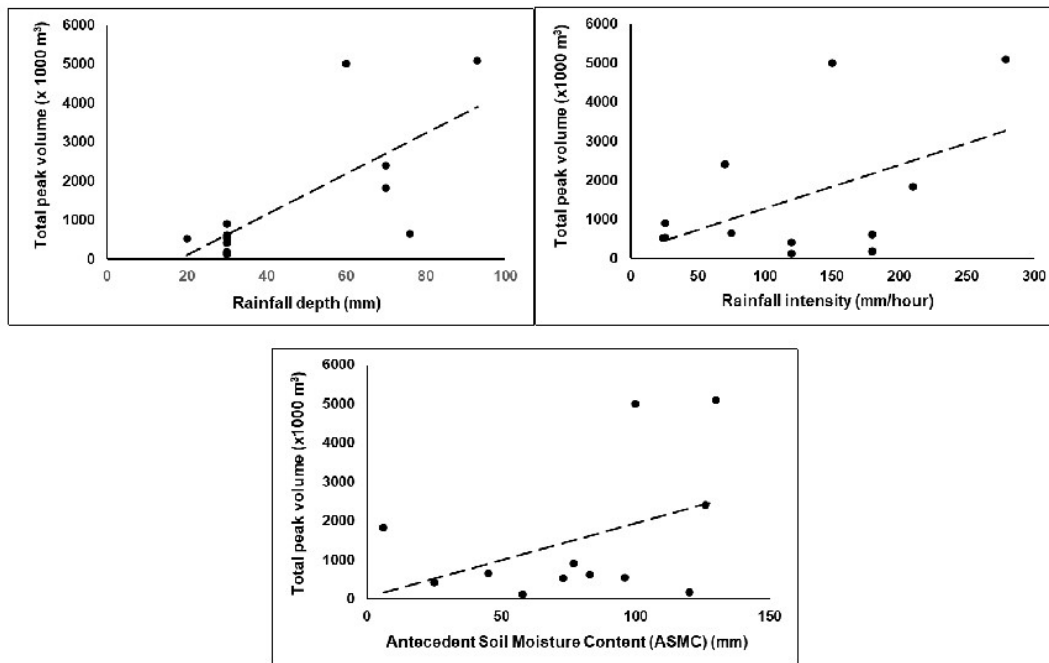 Total peak volume (x 1000 m³)
6000
5000
4000
3000
2000
1000
0
0 20 40 60 80 100
Rainfall depth (mm)
Total peak volume (x1000 m³)
6000
5000
4000
3000
2000
1000
0
0 50 100 150 200 250 300
Rainfall intensity (mm/hour)
Total peak volume (x1000 m³)
6000
5000
4000
3000
2000
1000
0
0 50 100 150
Antecedent Soil Moisture Content (ASMC) (mm)